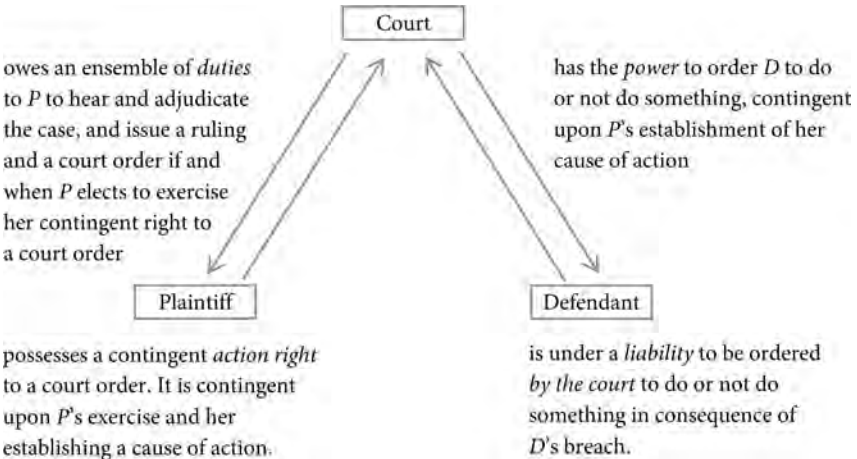 Court
owes an ensemble of duties
to P to hear and adjudicate
the case, and issue a ruling
and a court order if and
when P elects to exercise
her contingent right to
a court order
has the power to order D to do
or not do something, contingent
upon P's establishment of her
cause of action
Plaintiff
Defendant
possesses a contingent action right
to a court order. It is contingent
upon P's exercise and her
establishing a cause of action.
is under a liability to be ordered
by the court to do or not do
something in consequence of
D's breach.